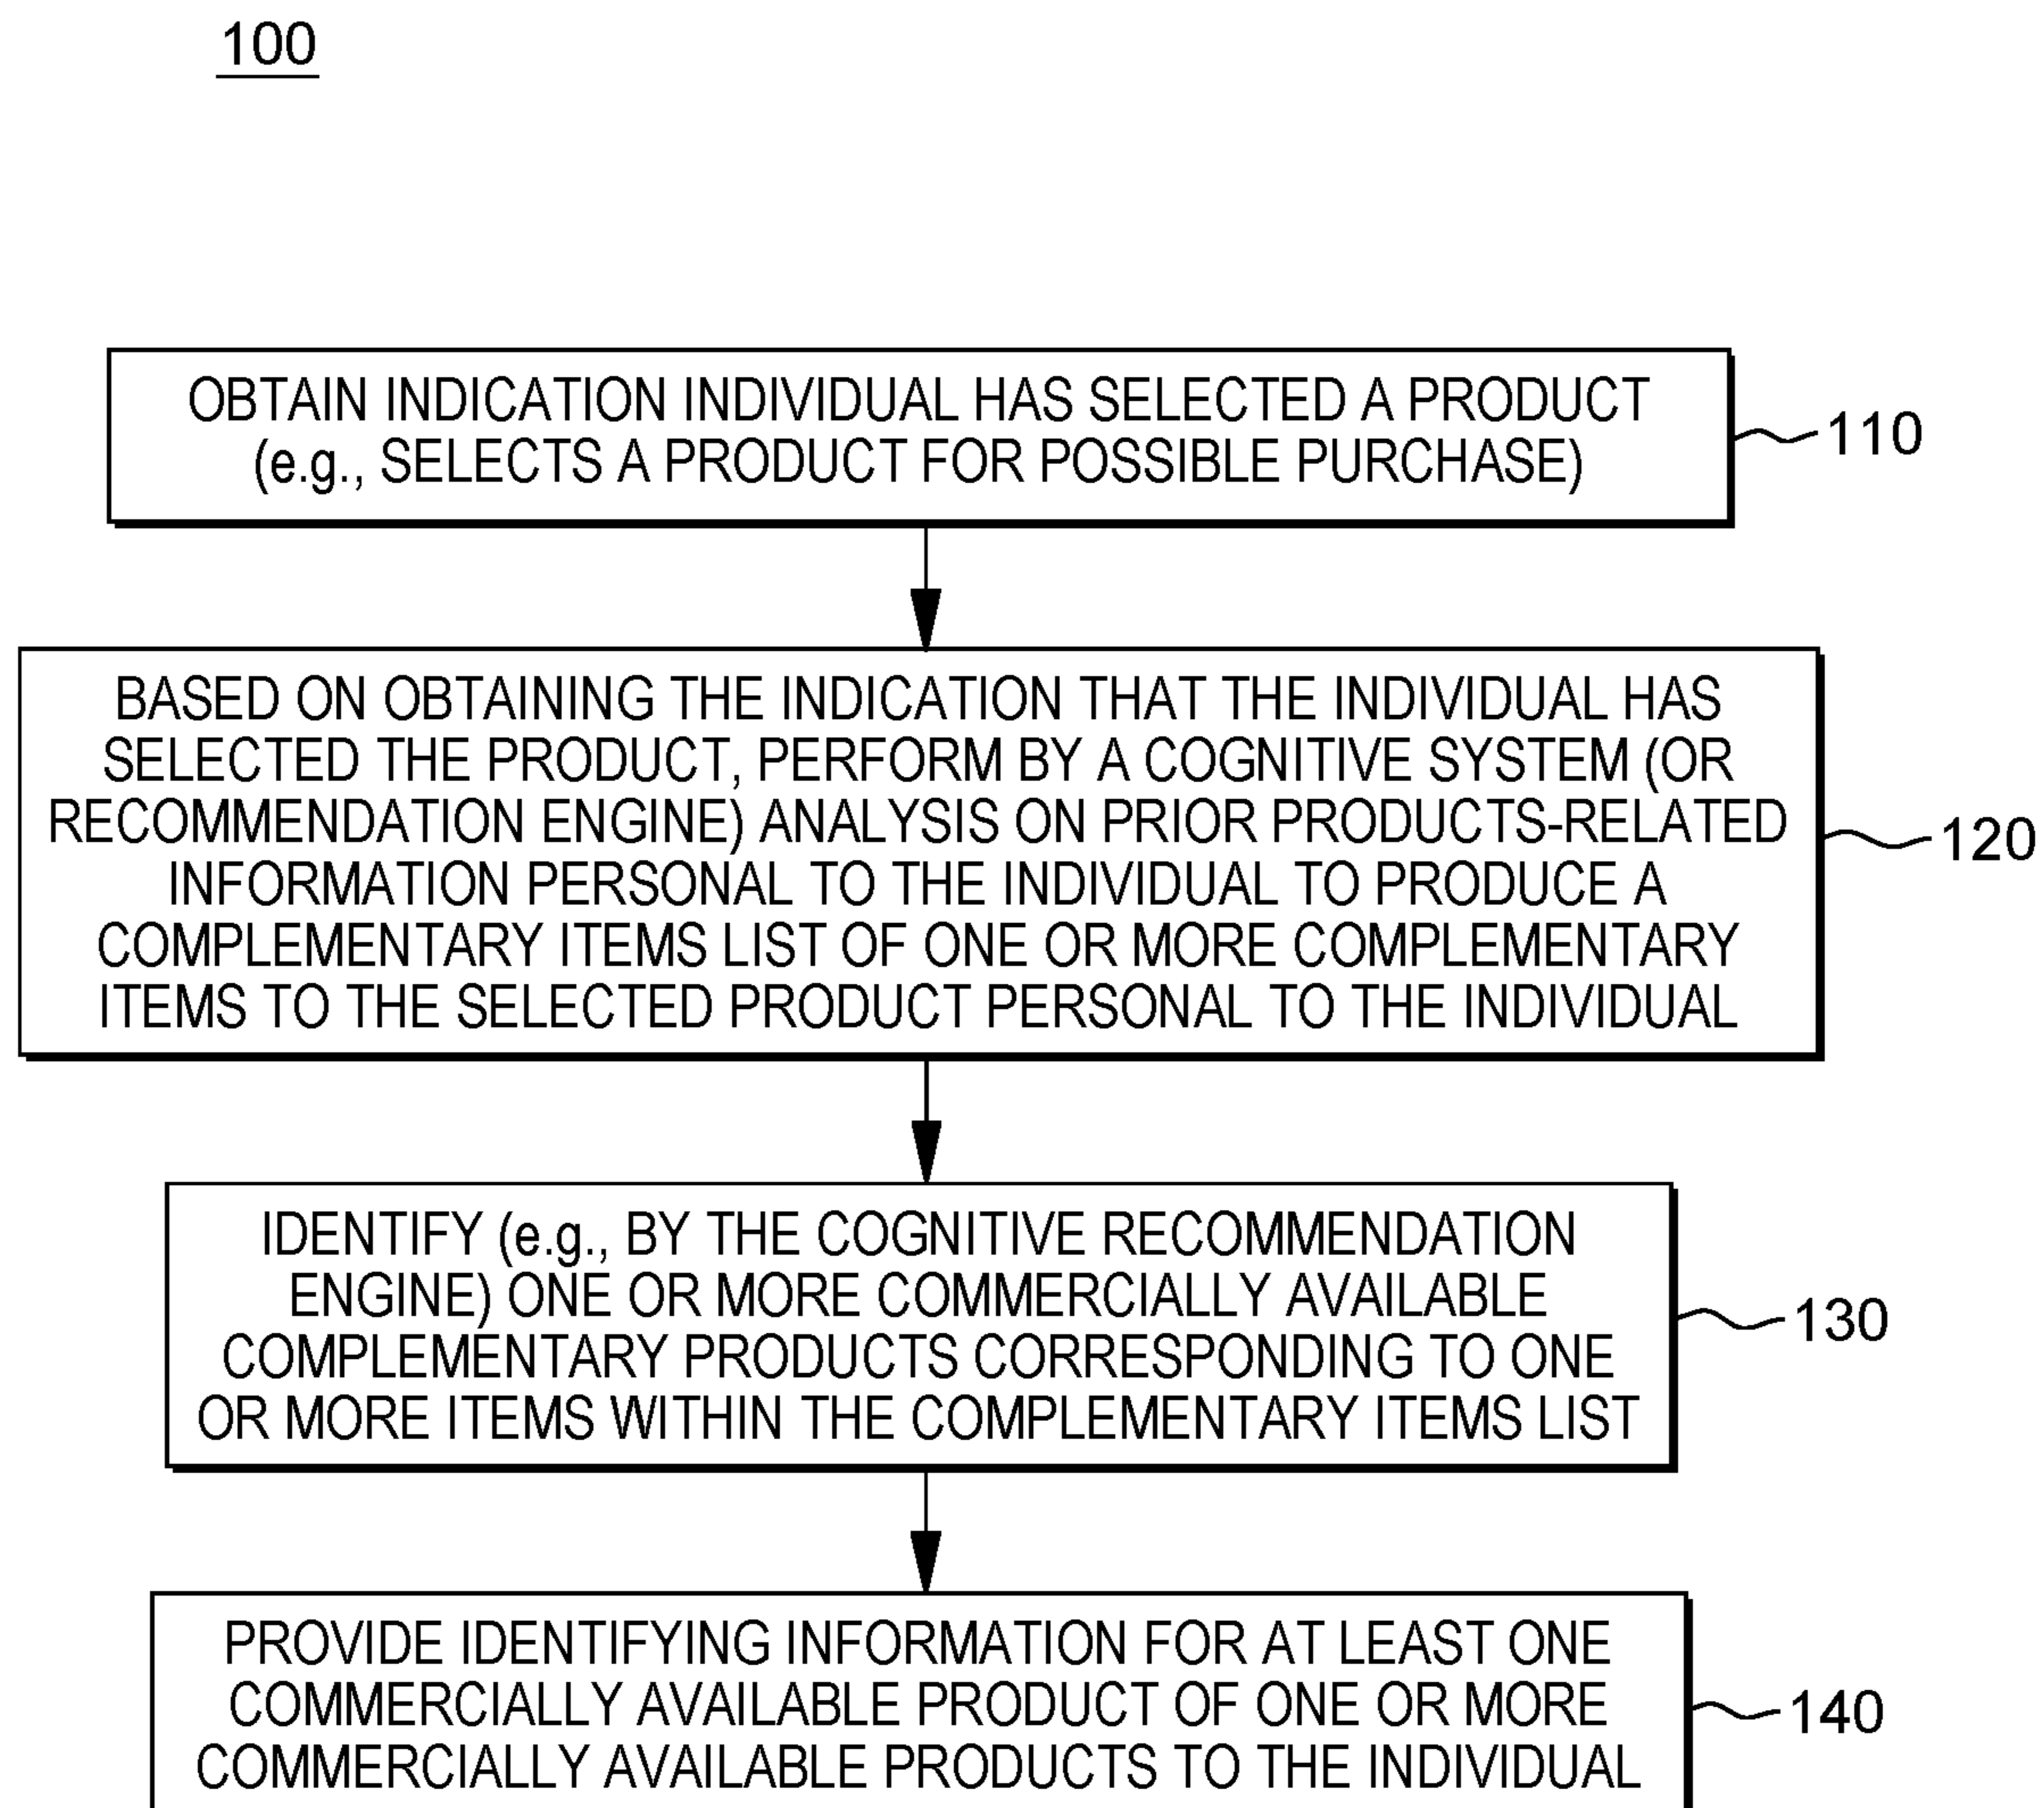 100
OBTAIN INDICATION INDIVIDUAL HAS SELECTED A PRODUCT
(e.g., SELECTS A PRODUCT FOR POSSIBLE PURCHASE)
110
BASED ON OBTAINING THE INDICATION THAT THE INDIVIDUAL HAS
SELECTED THE PRODUCT, PERFORM BY A COGNITIVE SYSTEM (OR
RECOMMENDATION ENGINE) ANALYSIS ON PRIOR PRODUCTS-RELATED
INFORMATION PERSONAL TO THE INDIVIDUAL TO PRODUCE A
COMPLEMENTARY ITEMS LIST OF ONE OR MORE COMPLEMENTARY
ITEMS TO THE SELECTED PRODUCT PERSONAL TO THE INDIVIDUAL
120
IDENTIFY (e.g., BY THE COGNITIVE RECOMMENDATION
ENGINE) ONE OR MORE COMMERCIALLY AVAILABLE
COMPLEMENTARY PRODUCTS CORRESPONDING TO ONE
OR MORE ITEMS WITHIN THE COMPLEMENTARY ITEMS LIST
130
PROVIDE IDENTIFYING INFORMATION FOR AT LEAST ONE
COMMERCIALLY AVAILABLE PRODUCT OF ONE OR MORE
COMMERCIALLY AVAILABLE PRODUCTS TO THE INDIVIDUAL
140